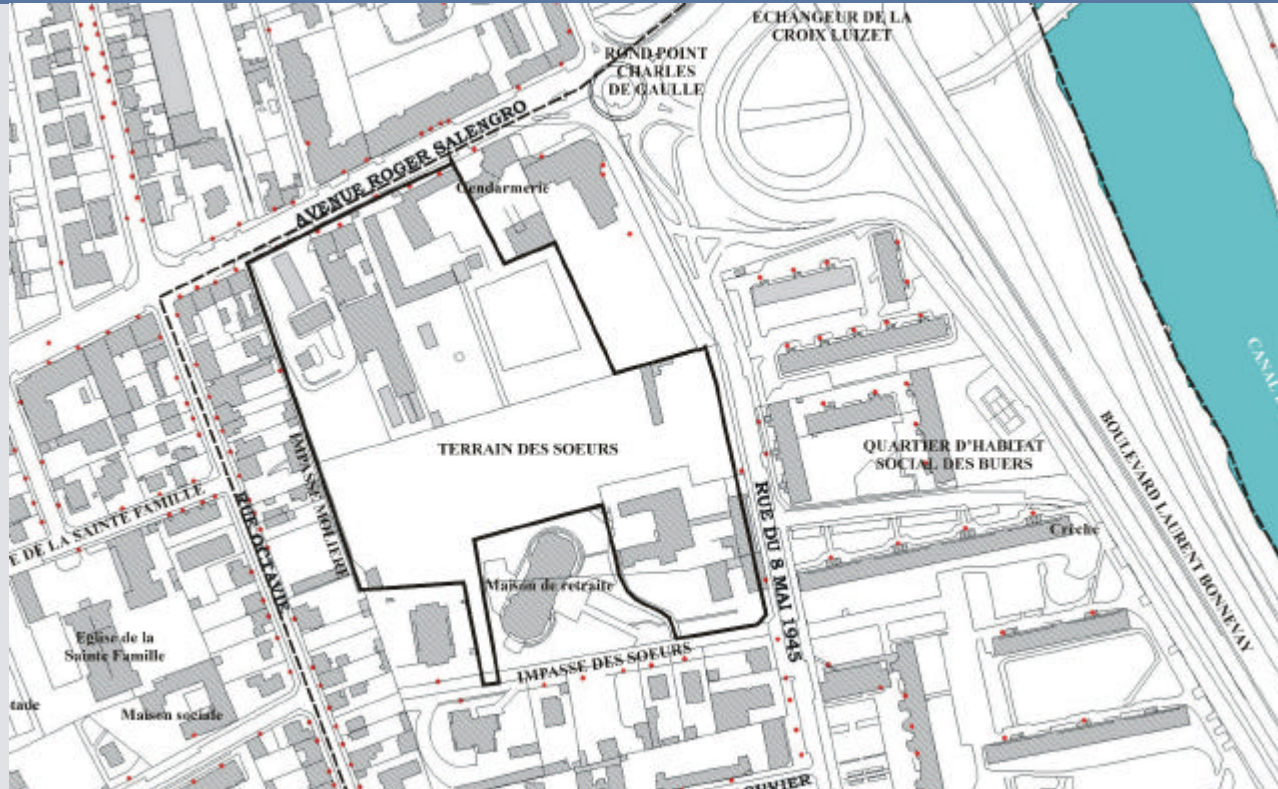 ECHANGEUR DE LA
CROIX LUIZET
ROND POINT
CHARLES
DE GAULLE
AVENUE ROGER SALENGRO
Gendarmerie
TERRAIN DES SOEURS
QUARTIER D'HABITAT
SOCIAL DES BUERS
IMPASSE MOLIERE
RUE OCTAVIE
E DE LA SAINTE FAMILLE
RUE DU 8 MAI 1945
BOULEVARD LAURENT BONNEVAY
CANAL
Crèche
Maison de retraite
IMPASSE DES SOEURS
Eglise de la
Sainte Famille
Maison sociale
tade